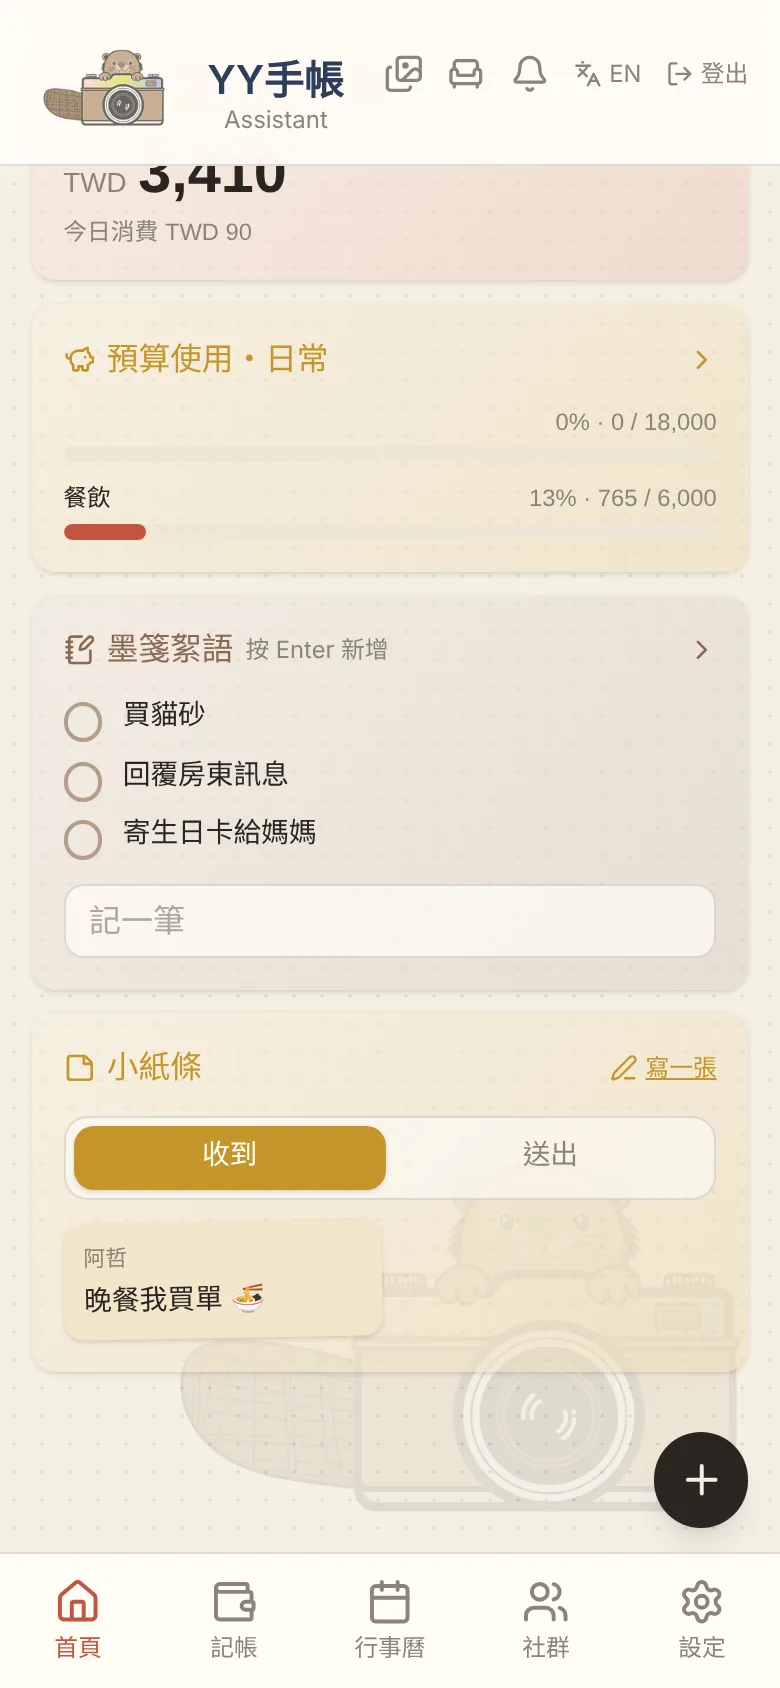 YY手帳
Assistant
EN
登出
TWD 3,410
今日消費 TWD 90
預算使用・日常
0% · 0 / 18,000
餐飲
13% · 765 / 6,000
墨箋絮語 按 Enter 新增
買貓砂
回覆房東訊息
寄生日卡給媽媽
記一筆
小紙條
寫一張
收到
送出
阿哲
晚餐我買單 🍜
首頁
記帳
行事曆
社群
設定